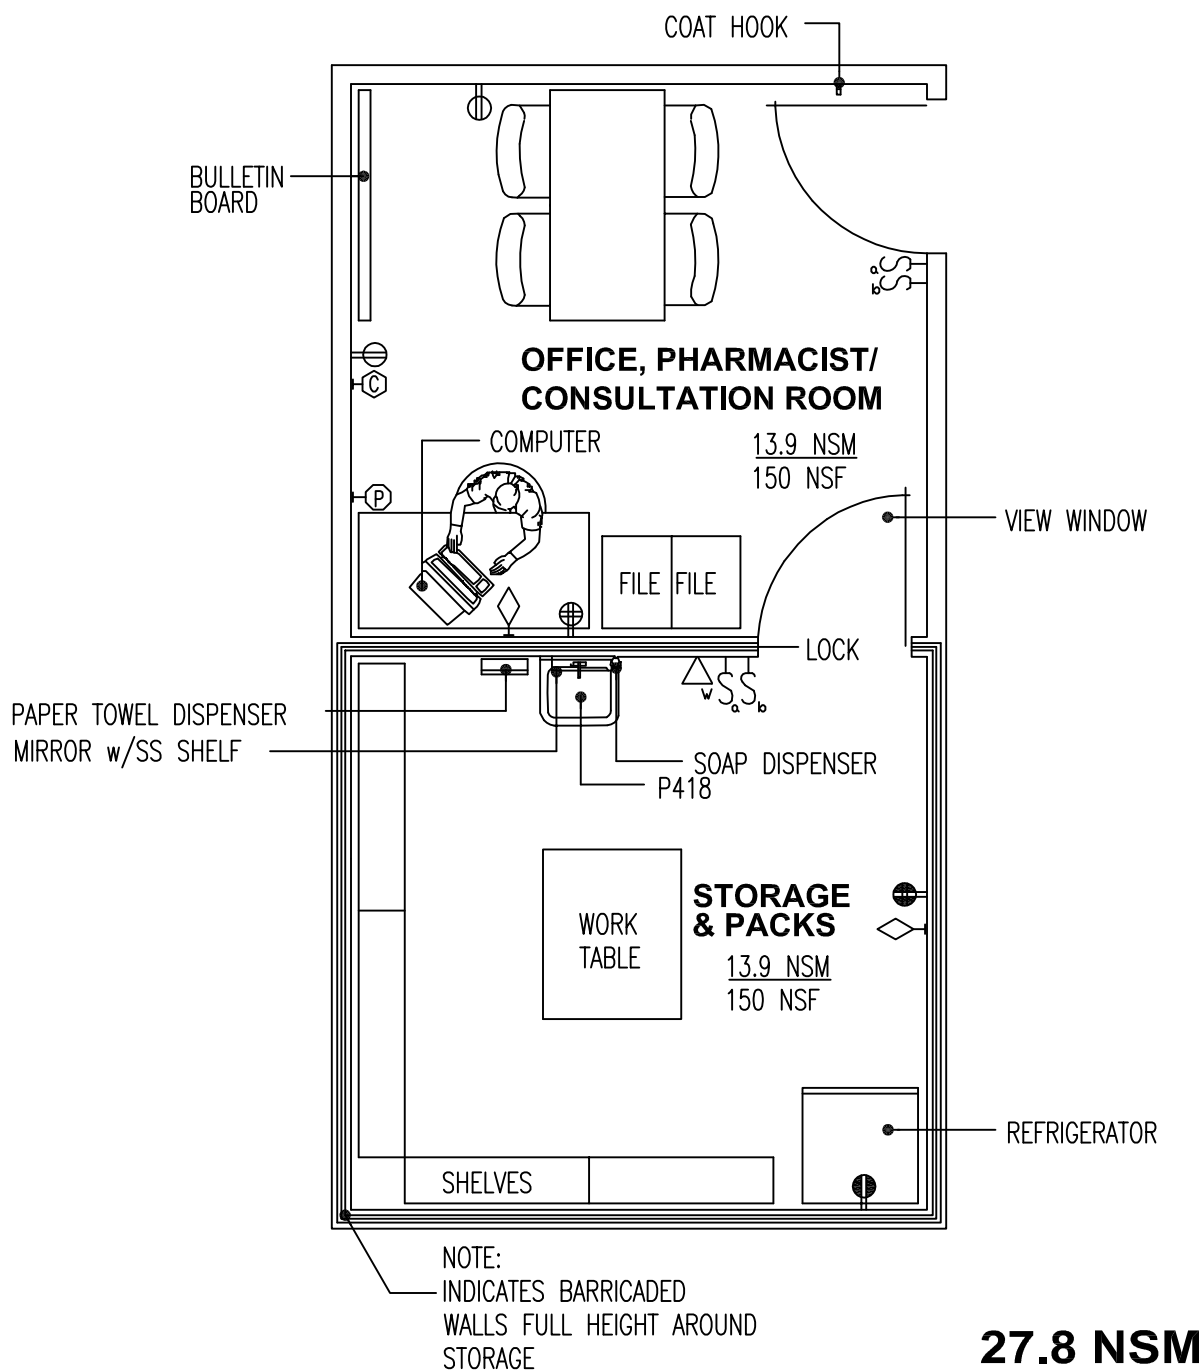 COAT HOOK
BULLETIN
BOARD
a
b
OFFICE, PHARMACIST/
CONSULTATION ROOM
C
COMPUTER
13.9 NSM
150 NSF
P
VIEW WINDOW
FILE FILE
LOCK
W
a b
PAPER TOWEL DISPENSER
MIRROR w/SS SHELF
SOAP DISPENSER
P418
STORAGE
& PACKS
WORK
TABLE
13.9 NSM
150 NSF
REFRIGERATOR
SHELVES
NOTE:
INDICATES BARRICADED
WALLS FULL HEIGHT AROUND
STORAGE
27.8 NSM